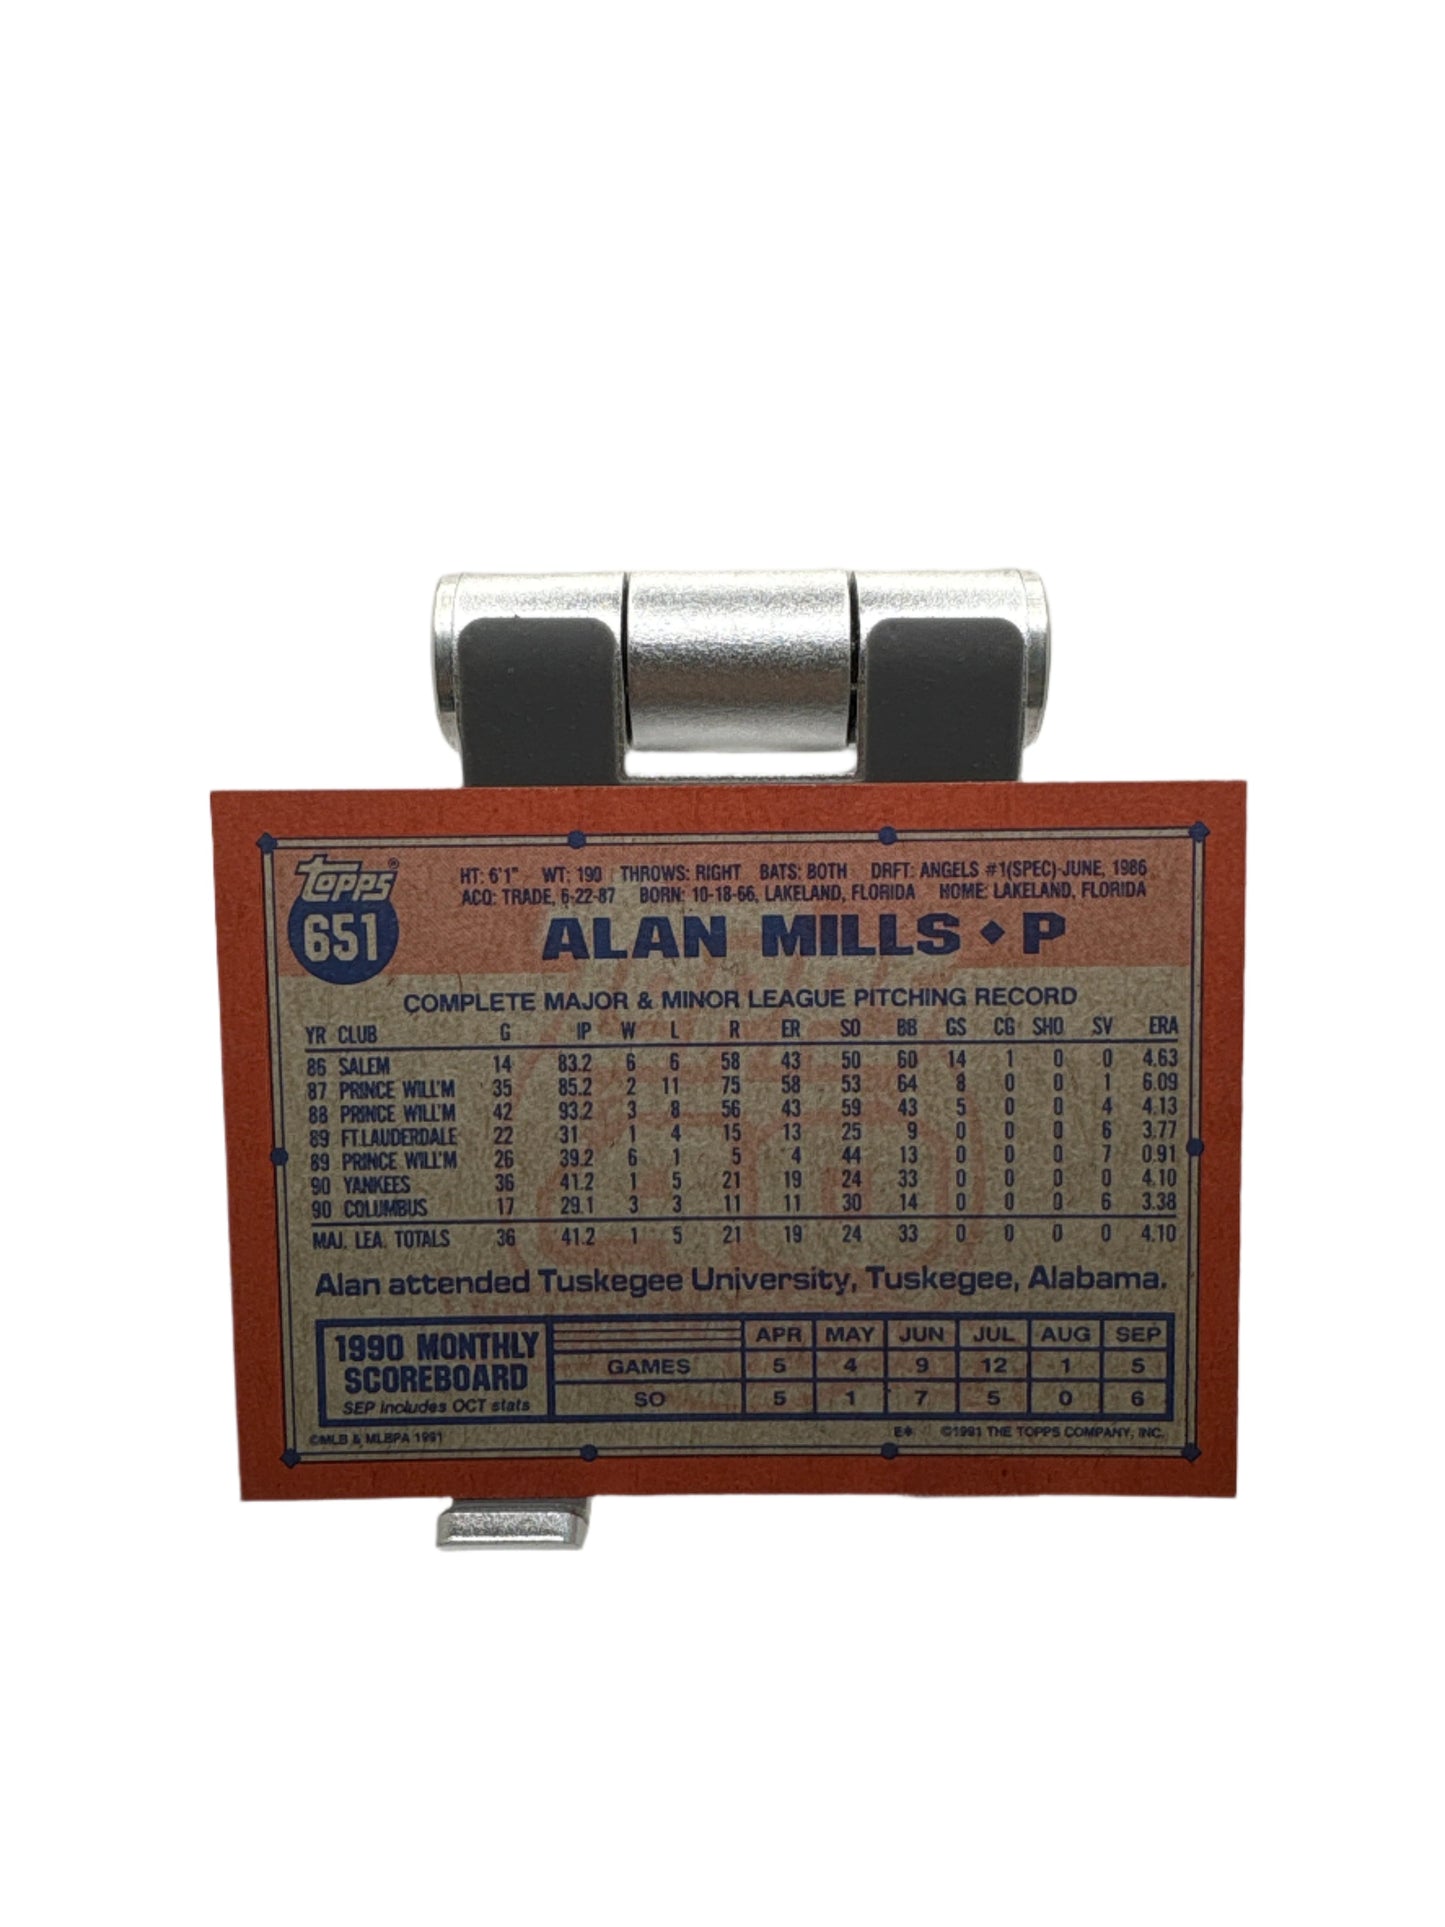 topps®
651
HT: 6'1" WT: 190 THROWS: RIGHT BATS: BOTH DRFT: ANGELS #1(SPEC)-JUNE, 1986
ACQ: TRADE, 6-22-87 BORN: 10-18-66, LAKELAND, FLORIDA HOME: LAKELAND, FLORIDA
ALAN MILLS ◆ P
COMPLETE MAJOR & MINOR LEAGUE PITCHING RECORD
YR CLUB G IP W L R ER SO BB GS CG SHO SV ERA
86 SALEM 14 83.2 6 6 58 43 50 60 14 1 0 0 4.63
87 PRINCE WILL'M 35 85.2 2 11 75 58 53 64 8 0 0 1 6.09
88 PRINCE WILL'M 42 93.2 3 8 56 43 59 43 5 0 0 4 4.13
89 FT.LAUDERDALE 22 31 1 4 15 13 25 9 0 0 0 6 3.77
89 PRINCE WILL'M 26 39.2 6 1 5 4 44 13 0 0 0 7 0.91
90 YANKEES 36 41.2 1 5 21 19 24 33 0 0 0 0 4.10
90 COLUMBUS 17 29.1 3 3 11 11 30 14 0 0 0 6 3.38
MAJ. LEA. TOTALS 36 41.2 1 5 21 19 24 33 0 0 0 0 4.10
Alan attended Tuskegee University, Tuskegee, Alabama.
1990 MONTHLY
SCOREBOARD
SEP includes OCT stats
APR MAY JUN JUL AUG SEP
GAMES 5 4 9 12 1 5
SO 5 1 7 5 0 6
©MLB & MLBPA 1991 E* ©1991 THE TOPPS COMPANY, INC.